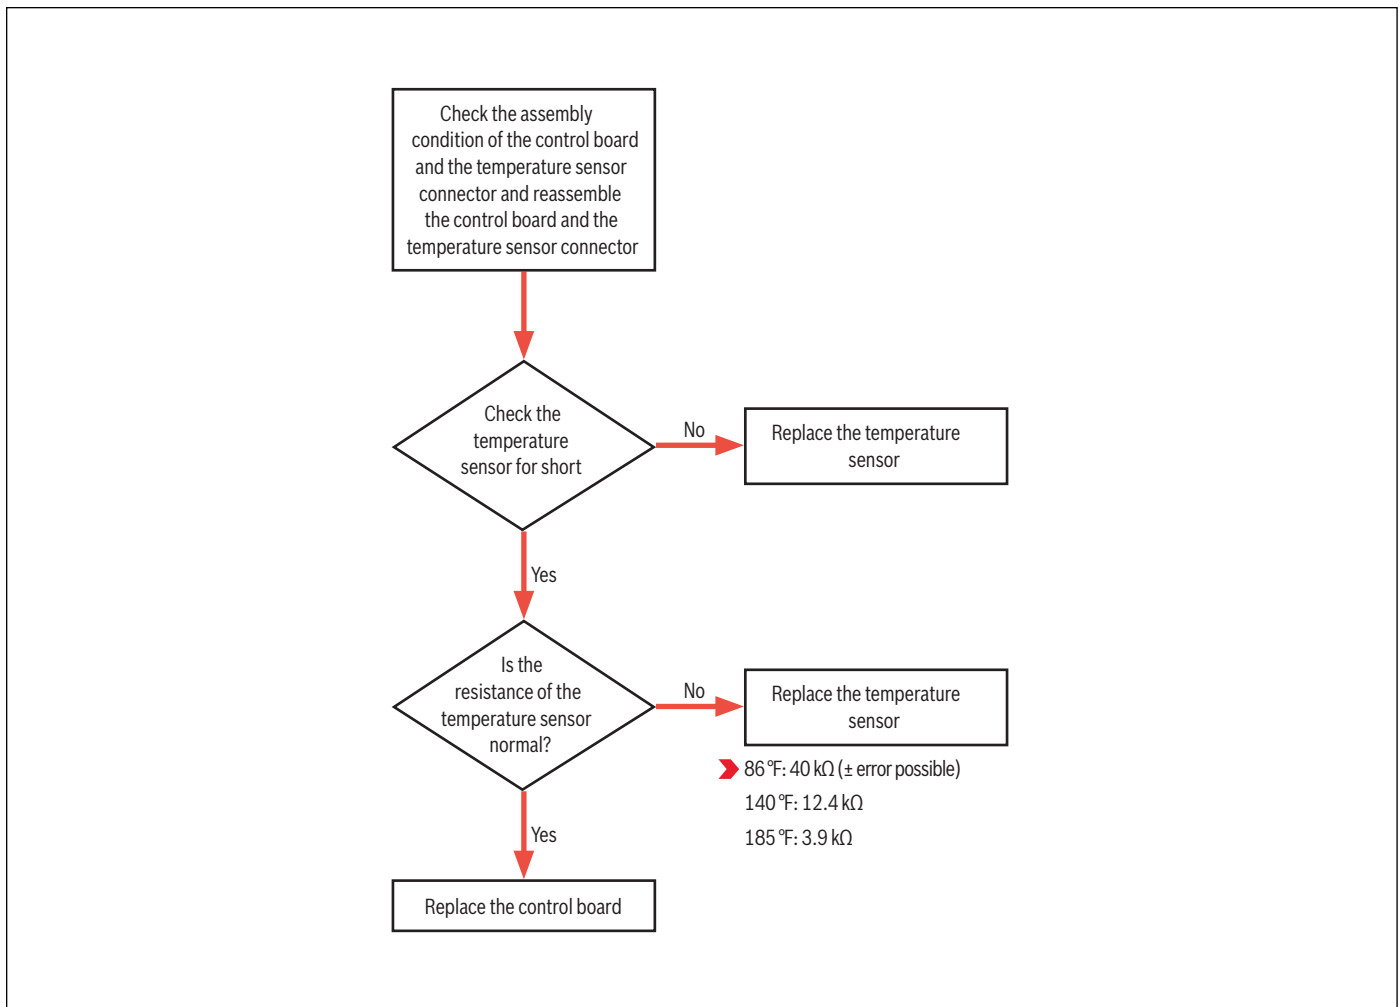 Check the assembly
condition of the control board
and the temperature sensor
connector and reassemble
the control board and the
temperature sensor connector
Check the
temperature
sensor for short
No
Replace the temperature
sensor
Yes
Is the
resistance of the
temperature sensor
normal?
No
Replace the temperature
sensor
86 °F: 40 kΩ (± error possible)
140 °F: 12.4 kΩ
185 °F: 3.9 kΩ
Yes
Replace the control board